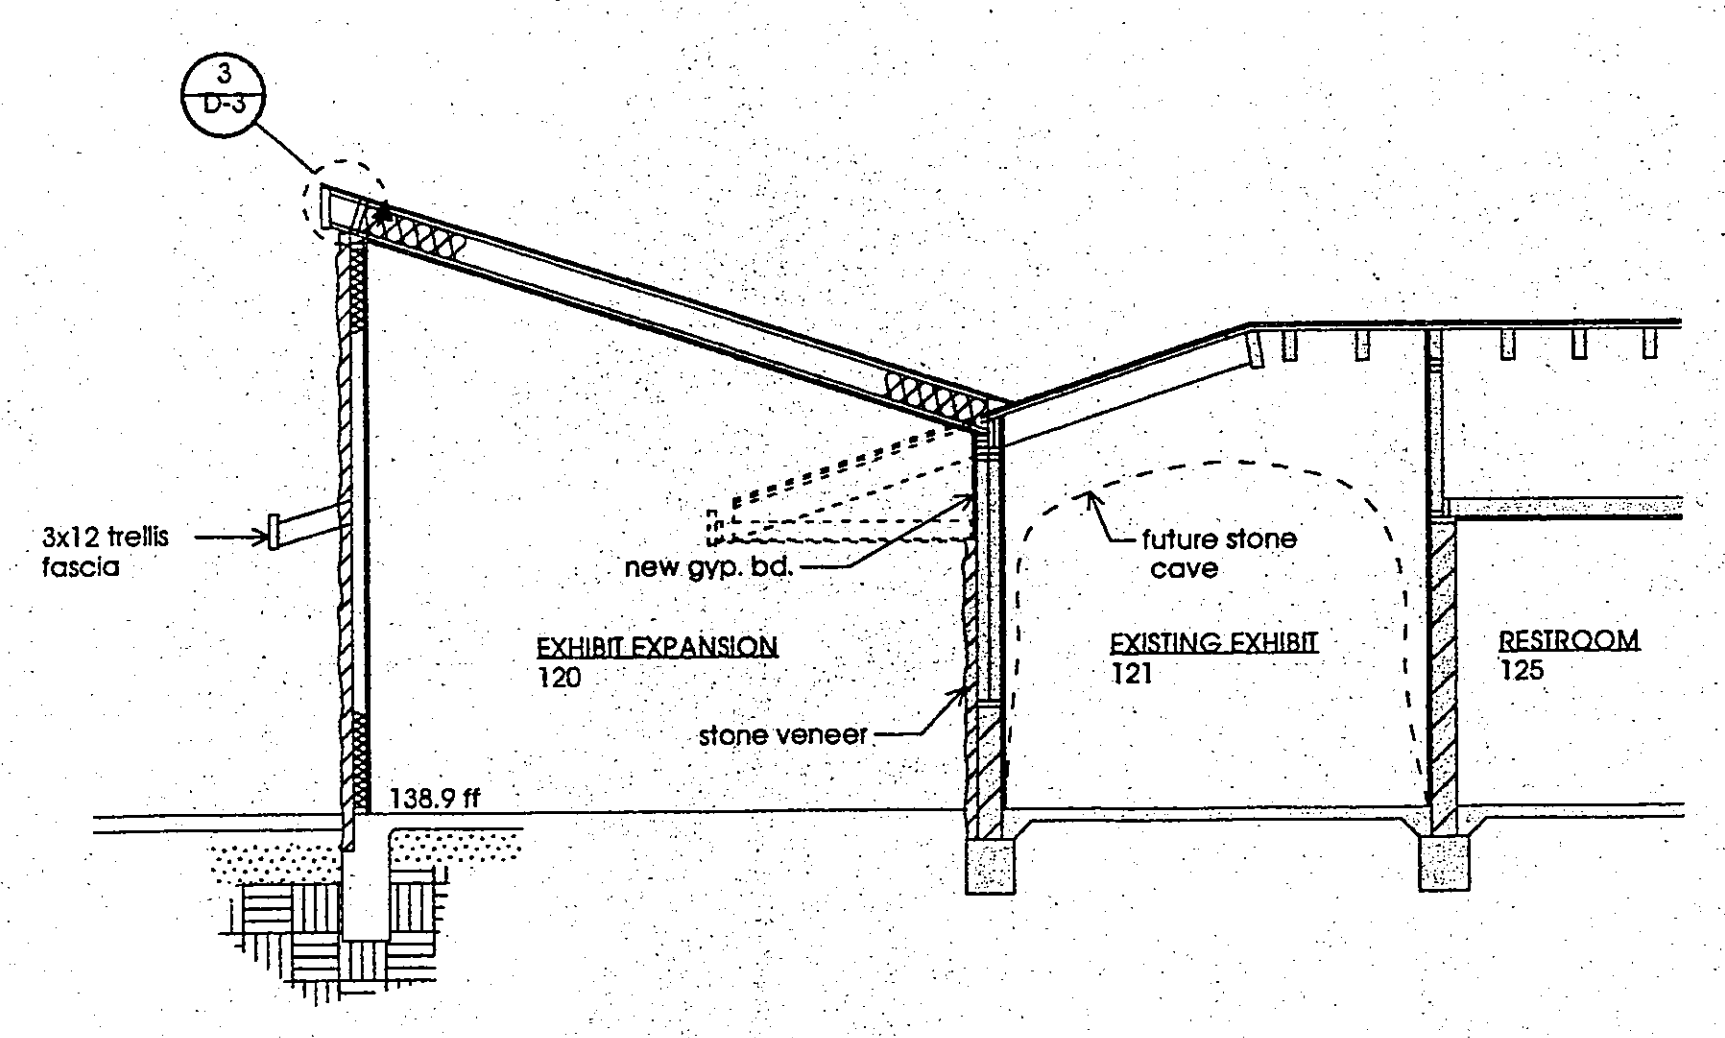 3
D-3
3x12 trellis
fascia
new gyp. bd.
future stone
cave
EXHIBIT EXPANSION
120
EXISTING EXHIBIT
121
RESTROOM
125
stone veneer
138.9 ff